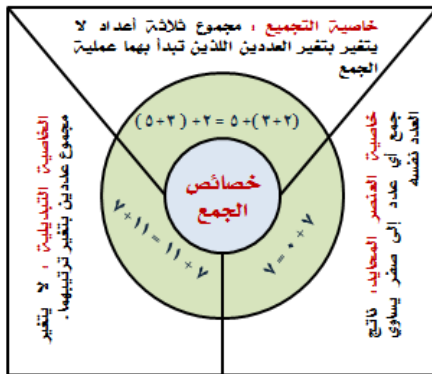 خاصية التجميع : مجموع ثلاثة أعداد لا
يتغير بتغير العددين اللذين تبدأ بهما عملية
الجمع
(٥+٣) +٢ = ٥+(٣+٢)
خصائص
الجمع
خاصية العنصر المحايد: ناتج
جمع أي عدد إلى صفر يساوي
العدد نفسه
٧ = ٠ + ٧
الخاصية التبديلية : لا يتغير
مجموع عددين بتغير ترتيبهما.
٧ + ١١ = ١١ + ٧